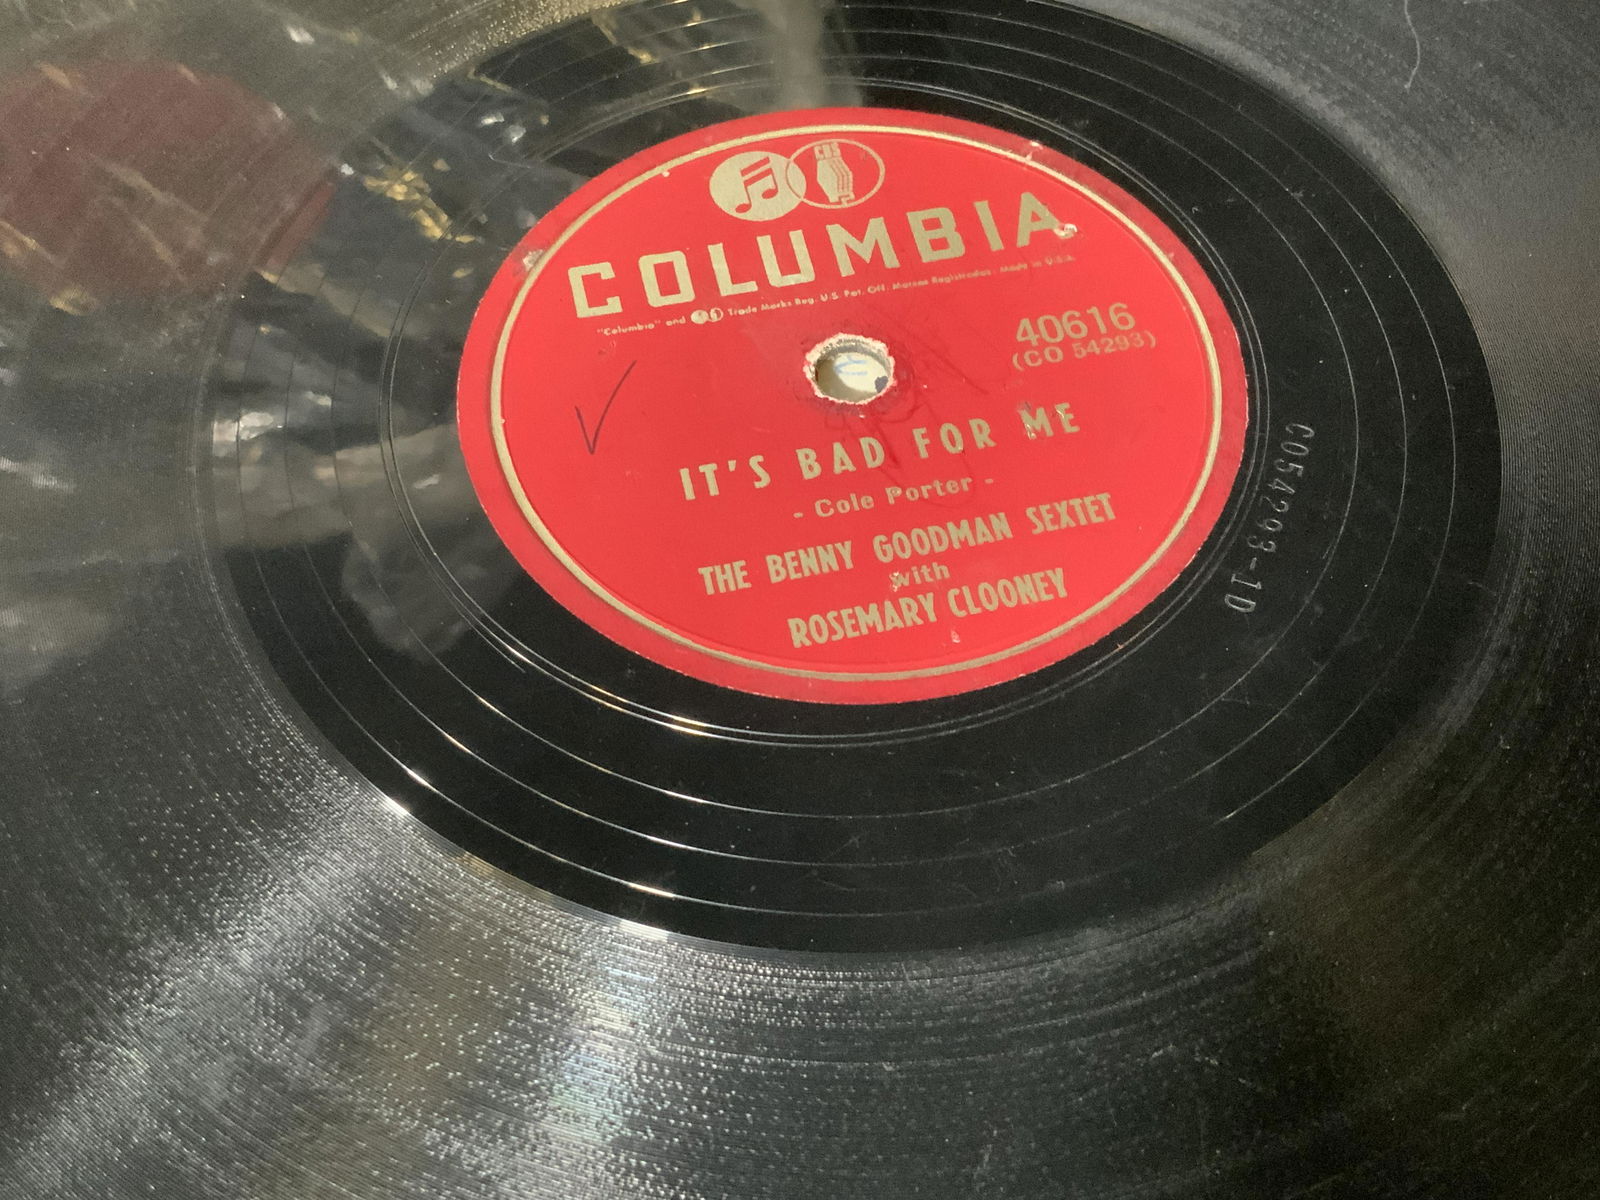 CBS
COLUMBIA
"Columbia" and Trade Marks Reg. U.S. Pat. Off. Marcas Registradas. Made in U.S.A.
40616
(CO 54293)
IT'S BAD FOR ME
- Cole Porter -
THE BENNY GOODMAN SEXTET
with
ROSEMARY CLOONEY
CO54293-1D